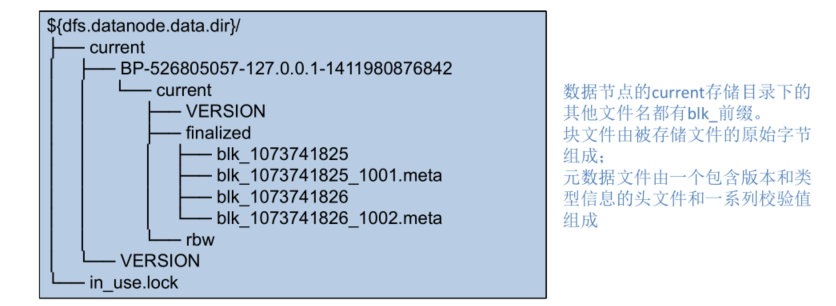 ${dfs.datanode.data.dir}/
current
BP-526805057-127.0.0.1-1411980876842
current
VERSION
finalized
blk_1073741825
blk_1073741825_1001.meta
blk_1073741826
blk_1073741826_1002.meta
rbw
VERSION
in_use.lock
数据节点的current存储目录下的
其他文件名都有blk_前缀。
块文件由被存储文件的原始字节
组成;
元数据文件由一个包含版本和类
型信息的头文件和一系列校验值
组成